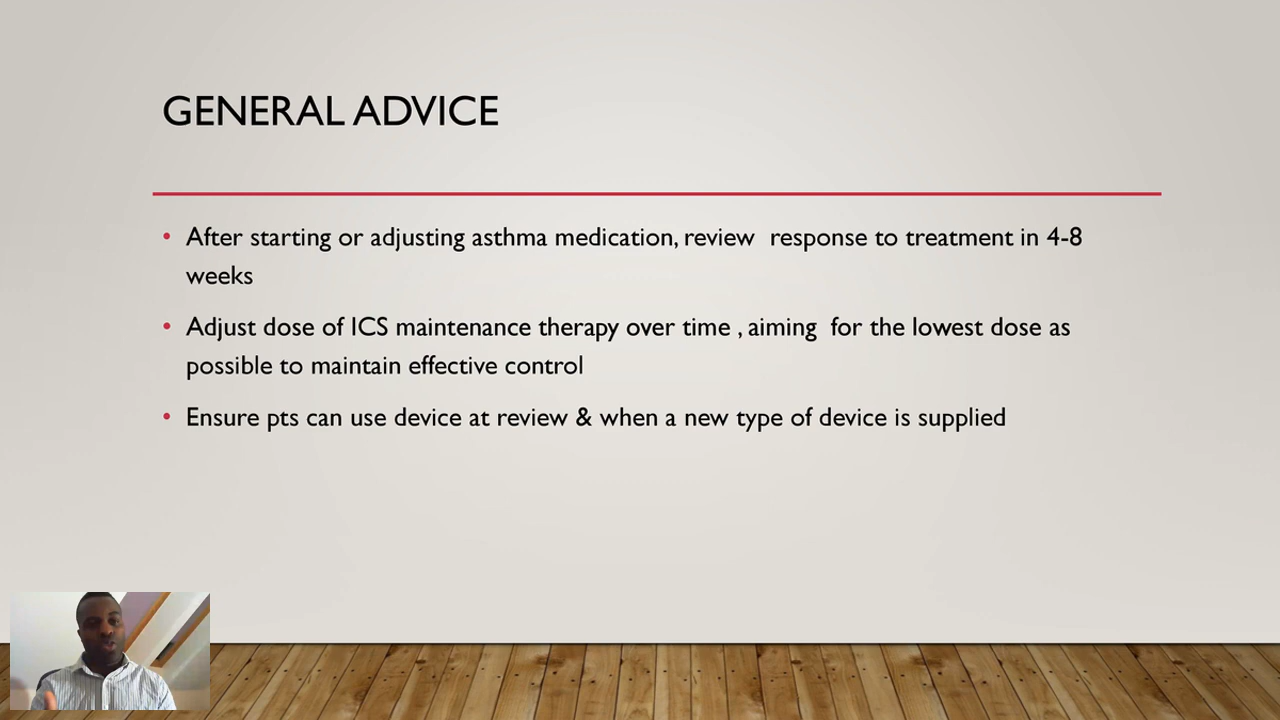 GENERAL ADVICE
• After starting or adjusting asthma medication, review  response to treatment in 4-8
weeks
• Adjust dose of ICS maintenance therapy over time , aiming  for the lowest dose as
possible to maintain effective control
• Ensure pts can use device at review & when a new type of device is supplied